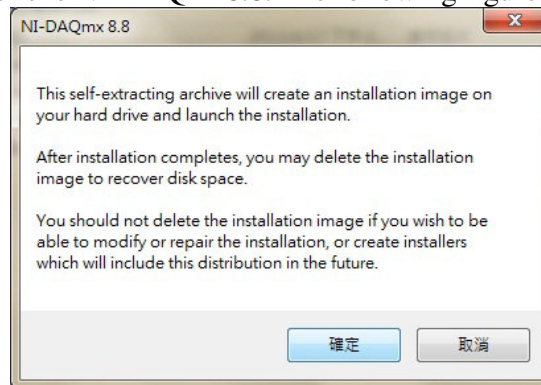 NI-DAQmx 8.8
This self-extracting archive will create an installation image on
your hard drive and launch the installation.
After installation completes, you may delete the installation
image to recover disk space.
You should not delete the installation image if you wish to be
able to modify or repair the installation, or create installers
which will include this distribution in the future.
確定
取消